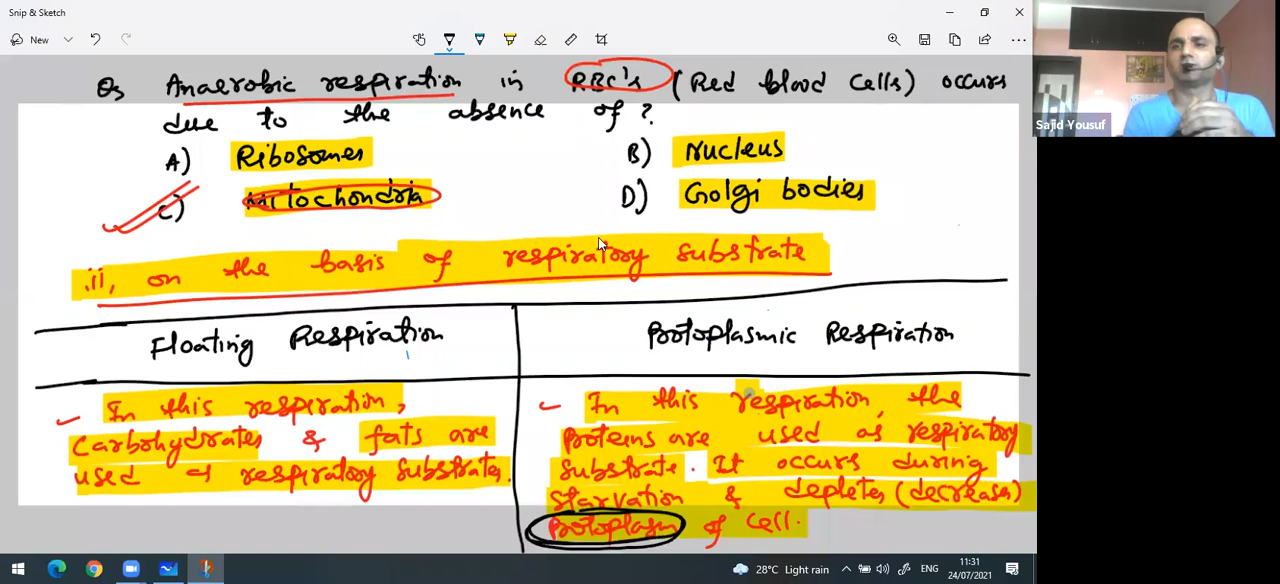 Snip & Sketch
New
Qs Anaerobic respiration in RBC's (Red blood cells) occurs
due to the absence of ?
A) Ribosomes B) Nucleus
C) Mitochondria D) Golgi bodies
Sajid Yousuf
ii, on the basis of respiratory substrate
Floating Respiration Protoplasmic Respiration
In this respiration,
Carbohydrates & fats are
used as respiratory substrates.
In this respiration, the
proteins are used as respiratory
substrate. It occurs during
starvation & depletes (decreases)
Protoplasm of cell.
28°C Light rain ENG 11:31
24/07/2021